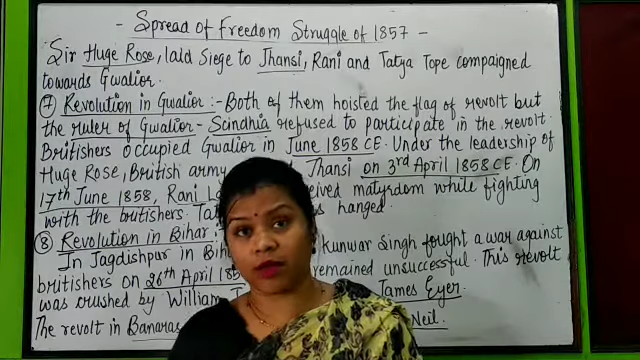 - Spread of Freedom Struggle of 1857 -
Sir Huge Rose, laid Siege to Jhansi, Rani and Tatya Tope compaigned
towards Gwalior.
⑦ Revolution in Gwalior :- Both of them hoisted the flag of revolt but
the ruler of Gwalior - Scindhia refused to participate in the revolt.
Britishers occupied Gwalior in June 1858 CE. Under the leadership of
Huge Rose, British army Jhansi on 3rd April 1858 CE. On
17th June 1858, Rani matyrdom while fighting
with the britishers. hanged.
⑧ Revolution in Bihar
In Jagdishpur in kunwar Singh fought a war against
britishers on 26th April remained unsuccessful. This revolt
was crushed by William James Eyer.
The revolt in Banaras Neil.